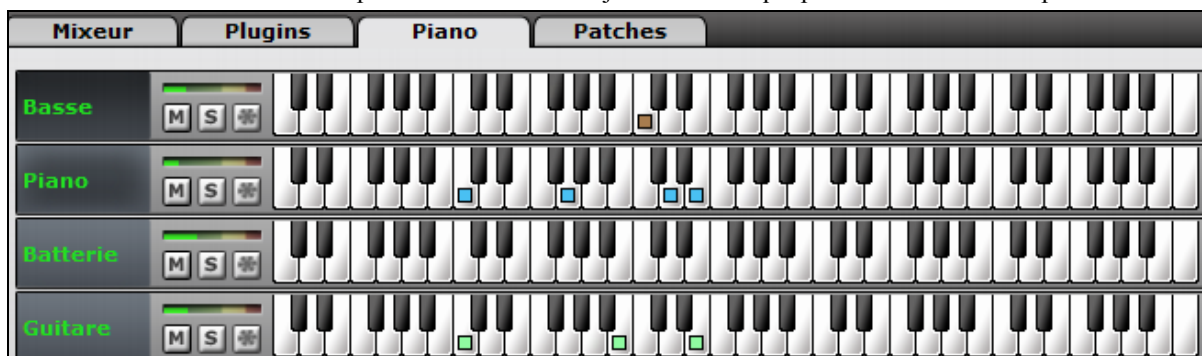 Mixeur Plugins Piano Patches
Basse
M S
Piano
M S
Batterie
M S
Guitare
M S